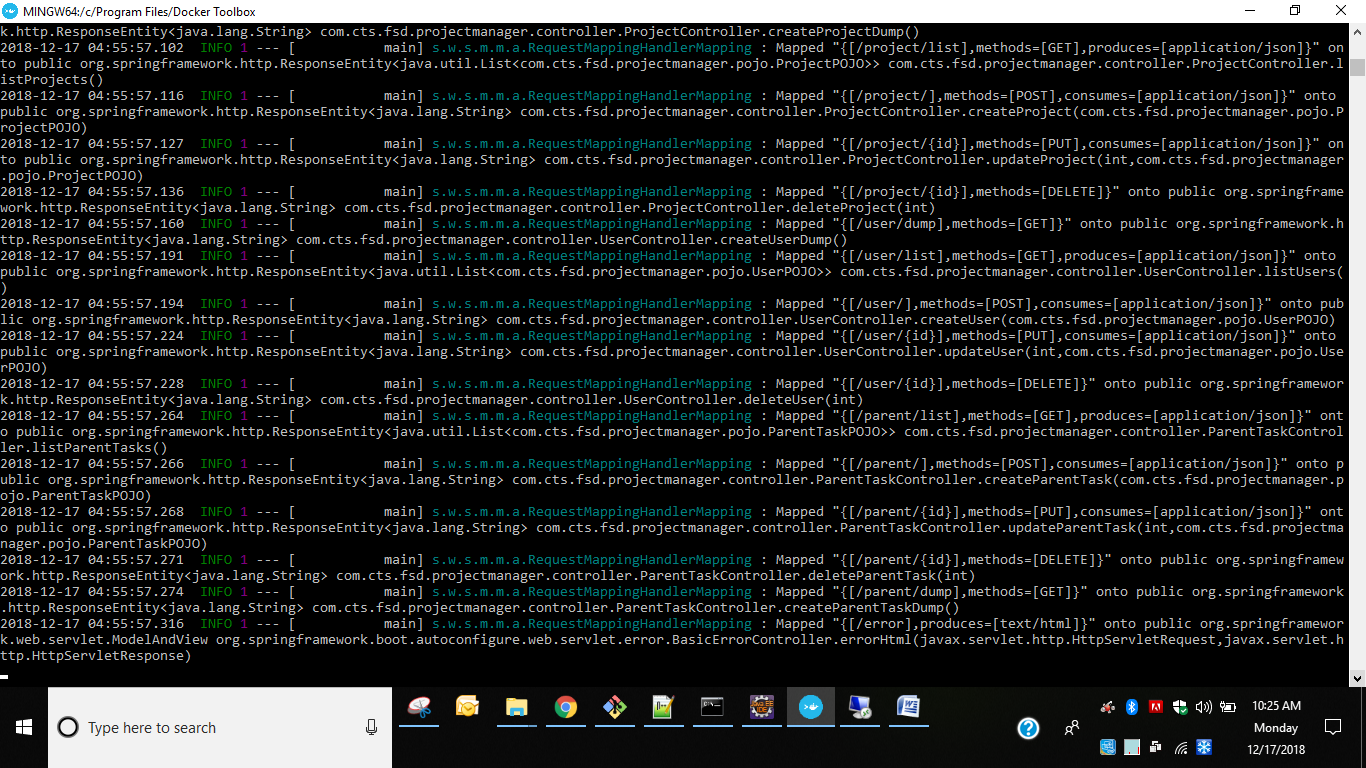 MINGW64:/c/Program Files/Docker Toolbox
k.http.ResponseEntity<java.lang.String> com.cts.fsd.projectmanager.controller.ProjectController.createProjectDump()
2018-12-17 04:55:57.102  INFO 1 --- [           main] s.w.s.m.m.a.RequestMappingHandlerMapping : Mapped "{[/project/list],methods=[GET],produces=[application/json]}" on
to public org.springframework.http.ResponseEntity<java.util.List<com.cts.fsd.projectmanager.pojo.ProjectPOJO>> com.cts.fsd.projectmanager.controller.ProjectController.l
istProjects()
2018-12-17 04:55:57.116  INFO 1 --- [           main] s.w.s.m.m.a.RequestMappingHandlerMapping : Mapped "{[/project/],methods=[POST],consumes=[application/json]}" onto
public org.springframework.http.ResponseEntity<java.lang.String> com.cts.fsd.projectmanager.controller.ProjectController.createProject(com.cts.fsd.projectmanager.pojo.P
rojectPOJO)
2018-12-17 04:55:57.127  INFO 1 --- [           main] s.w.s.m.m.a.RequestMappingHandlerMapping : Mapped "{[/project/{id}],methods=[PUT],consumes=[application/json]}" on
to public org.springframework.http.ResponseEntity<java.lang.String> com.cts.fsd.projectmanager.controller.ProjectController.updateProject(int,com.cts.fsd.projectmanager
.pojo.ProjectPOJO)
2018-12-17 04:55:57.136  INFO 1 --- [           main] s.w.s.m.m.a.RequestMappingHandlerMapping : Mapped "{[/project/{id}],methods=[DELETE]}" onto public org.springframe
work.http.ResponseEntity<java.lang.String> com.cts.fsd.projectmanager.controller.ProjectController.deleteProject(int)
2018-12-17 04:55:57.160  INFO 1 --- [           main] s.w.s.m.m.a.RequestMappingHandlerMapping : Mapped "{[/user/dump],methods=[GET]}" onto public org.springframework.h
ttp.ResponseEntity<java.lang.String> com.cts.fsd.projectmanager.controller.UserController.createUserDump()
2018-12-17 04:55:57.191  INFO 1 --- [           main] s.w.s.m.m.a.RequestMappingHandlerMapping : Mapped "{[/user/list],methods=[GET],produces=[application/json]}" onto
public org.springframework.http.ResponseEntity<java.util.List<com.cts.fsd.projectmanager.pojo.UserPOJO>> com.cts.fsd.projectmanager.controller.UserController.listUsers(
)
2018-12-17 04:55:57.194  INFO 1 --- [           main] s.w.s.m.m.a.RequestMappingHandlerMapping : Mapped "{[/user/],methods=[POST],consumes=[application/json]}" onto pub
lic org.springframework.http.ResponseEntity<java.lang.String> com.cts.fsd.projectmanager.controller.UserController.createUser(com.cts.fsd.projectmanager.pojo.UserPOJO)
2018-12-17 04:55:57.224  INFO 1 --- [           main] s.w.s.m.m.a.RequestMappingHandlerMapping : Mapped "{[/user/{id}],methods=[PUT],consumes=[application/json]}" onto
public org.springframework.http.ResponseEntity<java.lang.String> com.cts.fsd.projectmanager.controller.UserController.updateUser(int,com.cts.fsd.projectmanager.pojo.Use
rPOJO)
2018-12-17 04:55:57.228  INFO 1 --- [           main] s.w.s.m.m.a.RequestMappingHandlerMapping : Mapped "{[/user/{id}],methods=[DELETE]}" onto public org.springframewor
k.http.ResponseEntity<java.lang.String> com.cts.fsd.projectmanager.controller.UserController.deleteUser(int)
2018-12-17 04:55:57.264  INFO 1 --- [           main] s.w.s.m.m.a.RequestMappingHandlerMapping : Mapped "{[/parent/list],methods=[GET],produces=[application/json]}" ont
o public org.springframework.http.ResponseEntity<java.util.List<com.cts.fsd.projectmanager.pojo.ParentTaskPOJO>> com.cts.fsd.projectmanager.controller.ParentTaskControl
ler.listParentTasks()
2018-12-17 04:55:57.266  INFO 1 --- [           main] s.w.s.m.m.a.RequestMappingHandlerMapping : Mapped "{[/parent/],methods=[POST],consumes=[application/json]}" onto p
ublic org.springframework.http.ResponseEntity<java.lang.String> com.cts.fsd.projectmanager.controller.ParentTaskController.createParentTask(com.cts.fsd.projectmanager.p
ojo.ParentTaskPOJO)
2018-12-17 04:55:57.268  INFO 1 --- [           main] s.w.s.m.m.a.RequestMappingHandlerMapping : Mapped "{[/parent/{id}],methods=[PUT],consumes=[application/json]}" ont
o public org.springframework.http.ResponseEntity<java.lang.String> com.cts.fsd.projectmanager.controller.ParentTaskController.updateParentTask(int,com.cts.fsd.projectma
nager.pojo.ParentTaskPOJO)
2018-12-17 04:55:57.271  INFO 1 --- [           main] s.w.s.m.m.a.RequestMappingHandlerMapping : Mapped "{[/parent/{id}],methods=[DELETE]}" onto public org.springframew
ork.http.ResponseEntity<java.lang.String> com.cts.fsd.projectmanager.controller.ParentTaskController.deleteParentTask(int)
2018-12-17 04:55:57.274  INFO 1 --- [           main] s.w.s.m.m.a.RequestMappingHandlerMapping : Mapped "{[/parent/dump],methods=[GET]}" onto public org.springframework
.http.ResponseEntity<java.lang.String> com.cts.fsd.projectmanager.controller.ParentTaskController.createParentTaskDump()
2018-12-17 04:55:57.316  INFO 1 --- [           main] s.w.s.m.m.a.RequestMappingHandlerMapping : Mapped "{[/error],produces=[text/html]}" onto public org.springframewor
k.web.servlet.ModelAndView org.springframework.boot.autoconfigure.web.servlet.error.BasicErrorController.errorHtml(javax.servlet.http.HttpServletRequest,javax.servlet.h
ttp.HttpServletResponse)
Type here to search
10:25 AM
Monday
12/17/2018